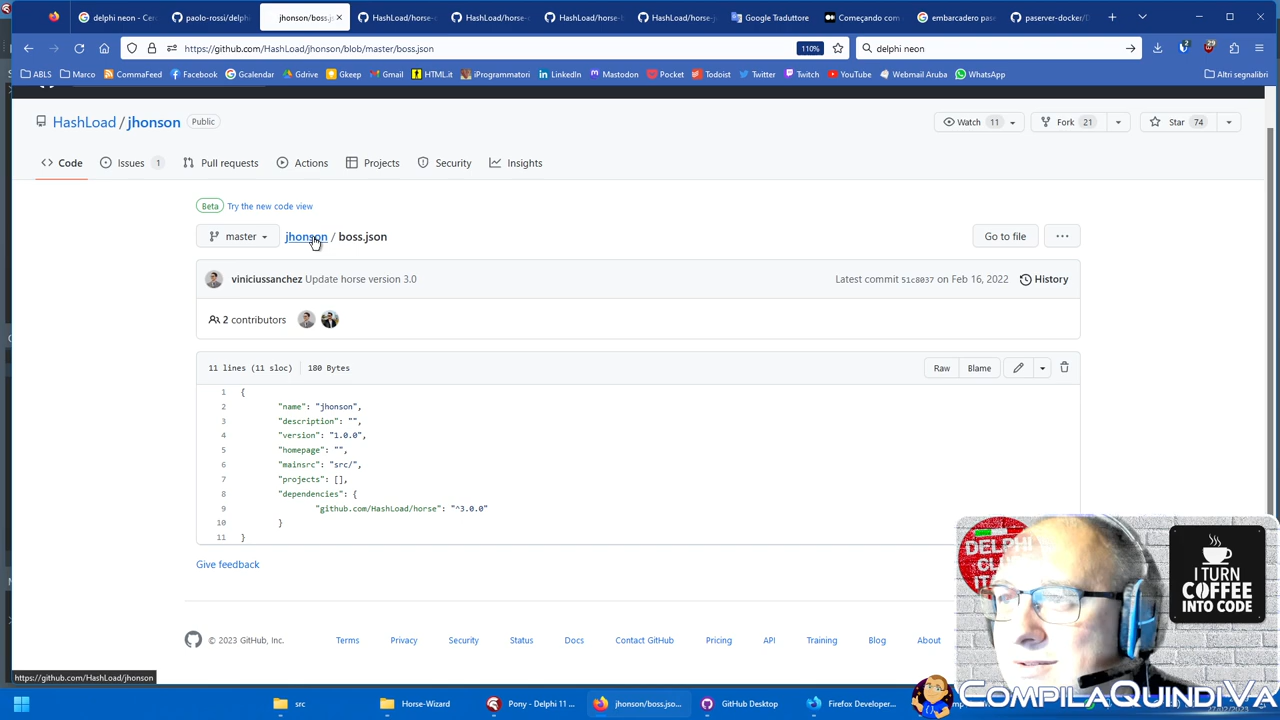 delphi neon - Cer
paolo-rossi/delph
jhonson/boss.js
HashLoad/horse-c
HashLoad/horse-c
HashLoad/horse-b
HashLoad/horse-j
Google Traduttore
Começando com
embarcadero pase
paserver-docker/D
https://github.com/HashLoad/jhonson/blob/master/boss.json
110%
delphi neon
ABLS
Marco
CommaFeed
Facebook
Gcalendar
Gdrive
Gkeep
Gmail
HTML.it
iProgrammatori
LinkedIn
Mastodon
Pocket
Todoist
Twitter
Twitch
YouTube
Webmail Aruba
WhatsApp
Altri segnalibri
HashLoad / jhonson
Public
Watch 11
Fork 21
Star 74
Code
Issues 1
Pull requests
Actions
Projects
Security
Insights
Beta Try the new code view
master
jhonson / boss.json
Go to file
viniciussanchez Update horse version 3.0
Latest commit 51c8037 on Feb 16, 2022
History
2 contributors
11 lines (11 sloc)
180 Bytes
Raw
Blame
1 {
2 "name": "jhonson",
3 "description": "",
4 "version": "1.0.0",
5 "homepage": "",
6 "mainsrc": "src/",
7 "projects": [],
8 "dependencies": {
9 "github.com/HashLoad/horse": "^3.0.0"
10 }
11 }
Give feedback
© 2023 GitHub, Inc.
Terms
Privacy
Security
Status
Docs
Contact GitHub
Pricing
API
Training
Blog
About
DELPHI
I TURN
COFFEE
INTO CODE
https://github.com/HashLoad/jhonson
src
Horse-Wizard
Pony - Delphi 11 ...
jhonson/boss.jso...
GitHub Desktop
Firefox Developer...
COMPILAQUINDIVA